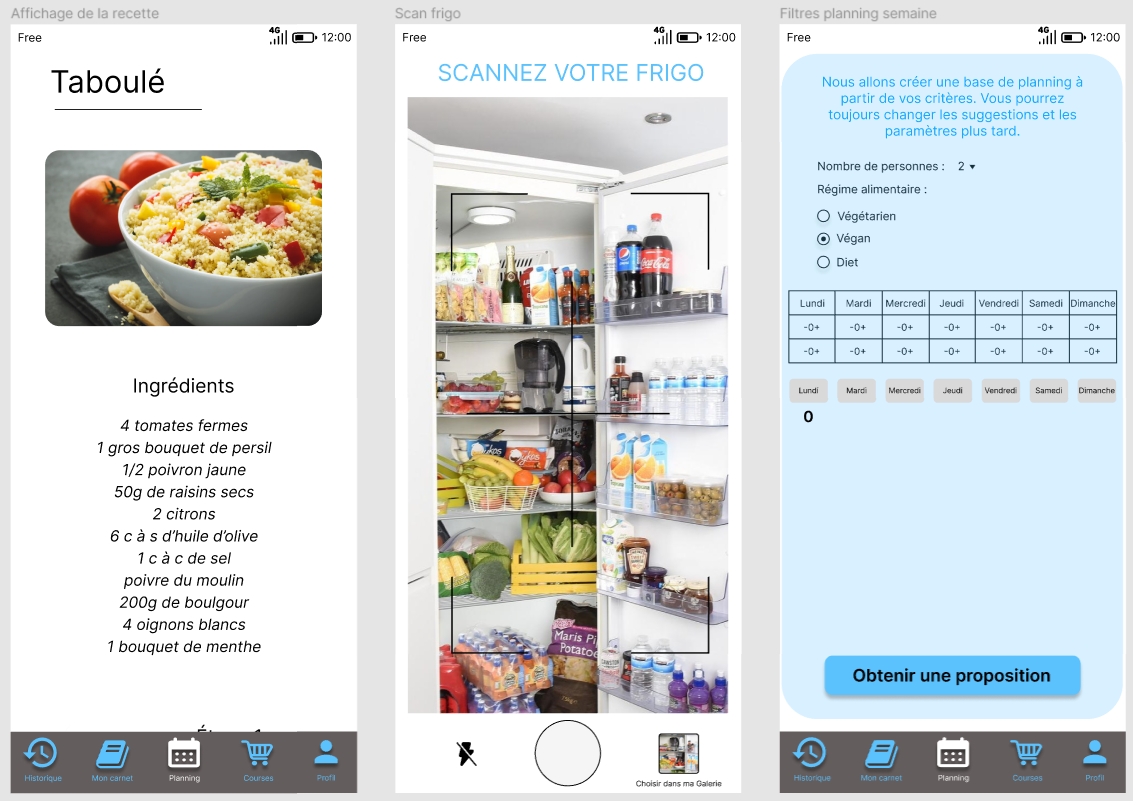 Affichage de la recette
Free
4G
12:00
Taboulé
Ingrédients
4 tomates fermes
1 gros bouquet de persil
1/2 poivron jaune
50g de raisins secs
2 citrons
6 c à s d'huile d'olive
1 c à c de sel
poivre du moulin
200g de boulgour
4 oignons blancs
1 bouquet de menthe
Historique
Mon carnet
Planning
Courses
Profil
Scan frigo
Free
4G
12:00
SCANNEZ VOTRE FRIGO
pepsi
Coca-Cola
Maris
Potatoe
Choisir dans ma Galerie
Filtres planning semaine
Free
4G
12:00
Nous allons créer une base de planning à
partir de vos critères. Vous pourrez
toujours changer les suggestions et les
paramètres plus tard.
Nombre de personnes : 2
Régime alimentaire :
Végétarien
Végan
Diet
Lundi Mardi Mercredi Jeudi Vendredi Samedi Dimanche
-0+ -0+ -0+ -0+ -0+ -0+ -0+
-0+ -0+ -0+ -0+ -0+ -0+ -0+
Lundi Mardi Mercredi Jeudi Vendredi Samedi Dimanche
0
Obtenir une proposition
Historique
Mon carnet
Planning
Courses
Profil